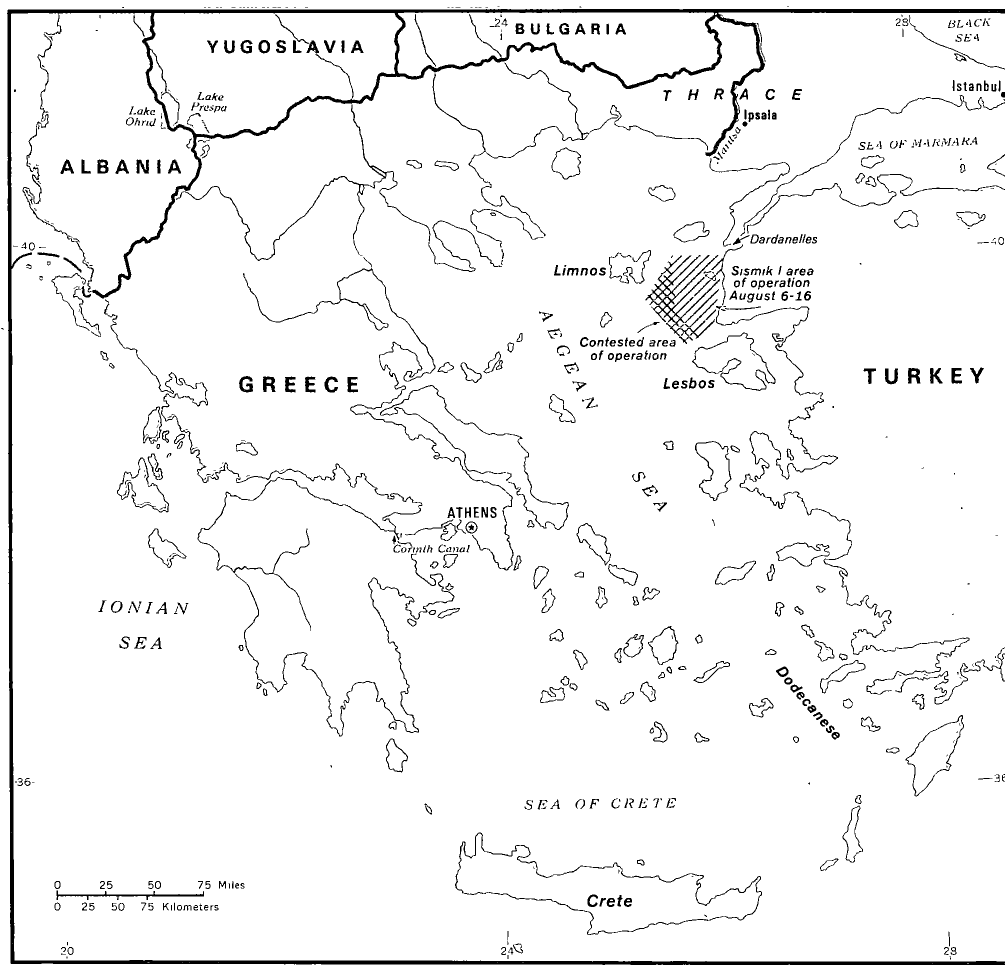 24
28
BLACK
SEA
YUGOSLAVIA
BULGARIA
Istanbul
THRACE
Lake
Prespa
Lake
Ohrid
Ipsala
Maritsa
SEA OF MARMARA
ALBANIA
40
Dardanelles
40
Limnos
Sısmık I area
of operation
August 6-16
AEGEAN
Contested area
of operation
GREECE
Lesbos
TURKEY
SEA
ATHENS
Corinth Canal
IONIAN
SEA
Dodecanese
36
36
SEA OF CRETE
0 25 50 75 Miles
0 25 50 75 Kilometers
Crete
20
24
28